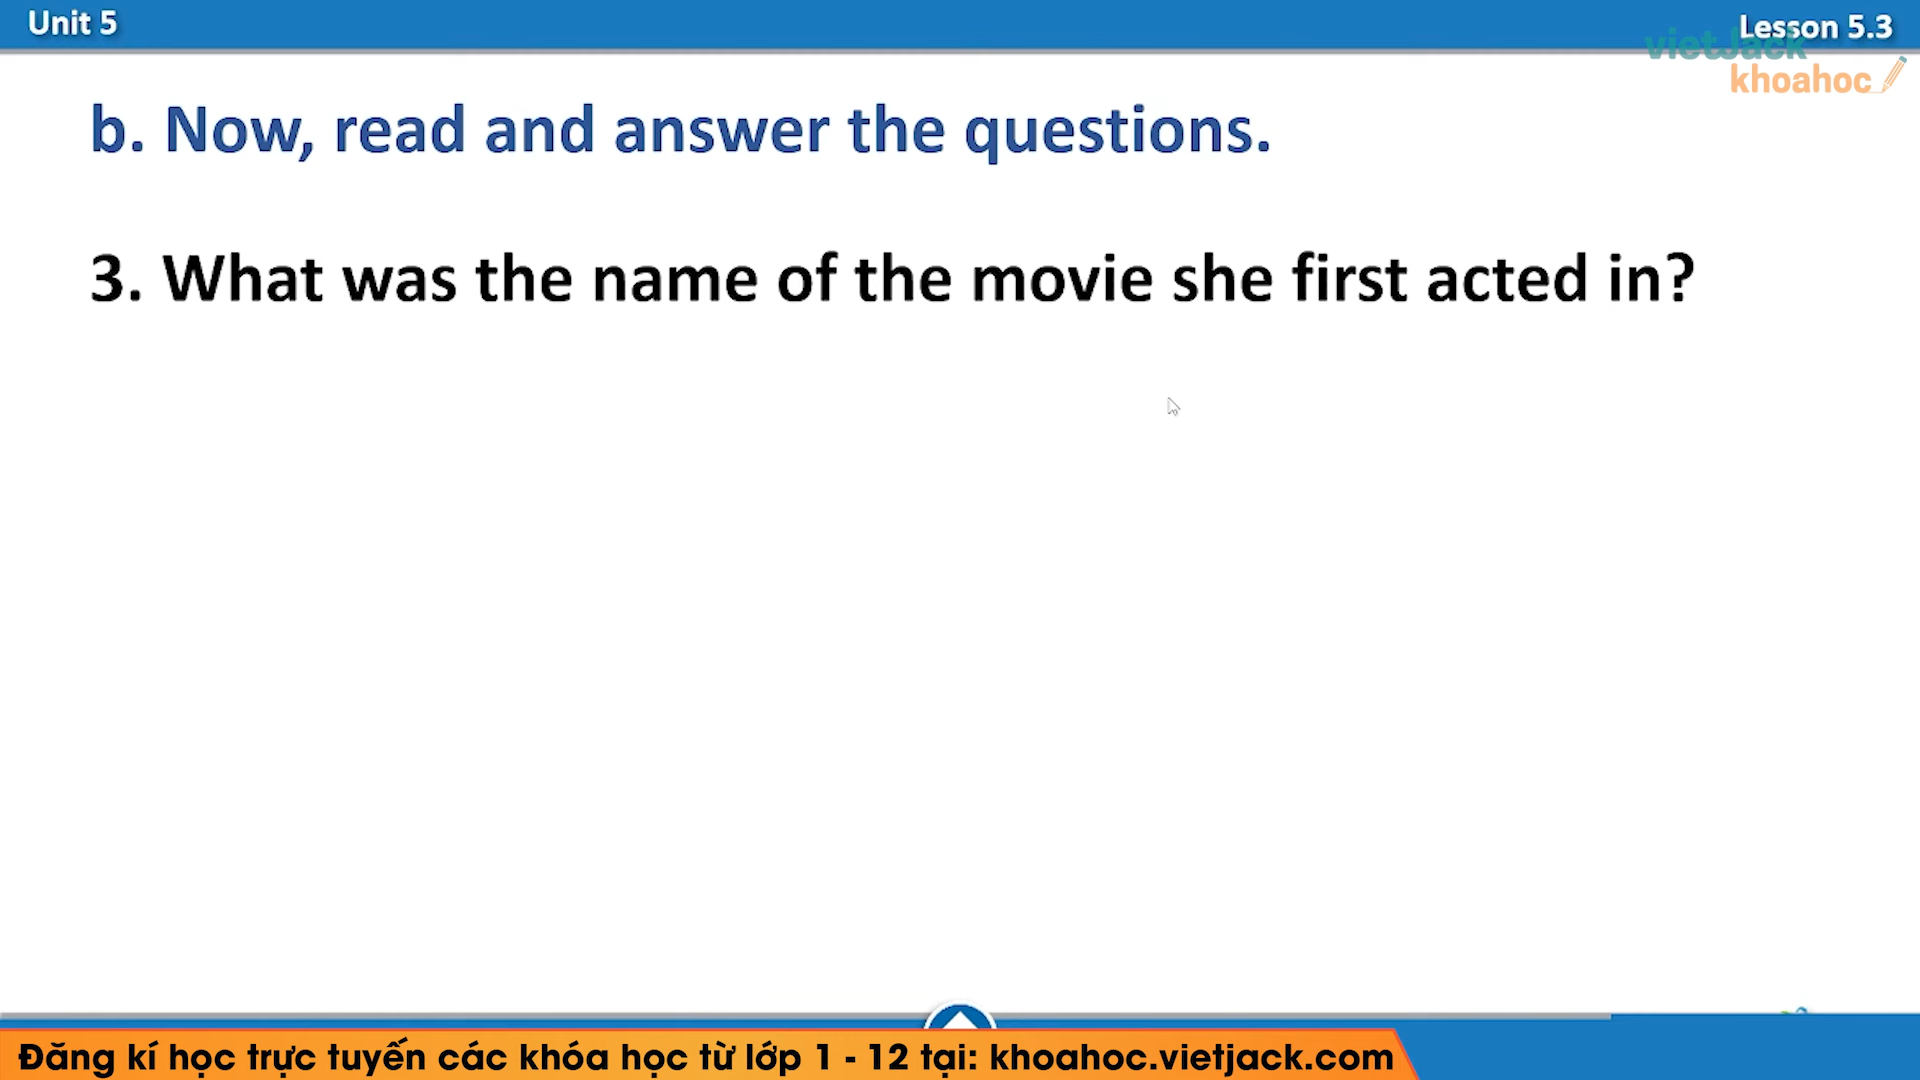 Unit 5
Lesson 5.3
vietJack
khoahoc
b. Now, read and answer the questions.
3. What was the name of the movie she first acted in?
Đăng kí học trực tuyến các khóa học từ lớp 1 - 12 tại: khoahoc.vietjack.com